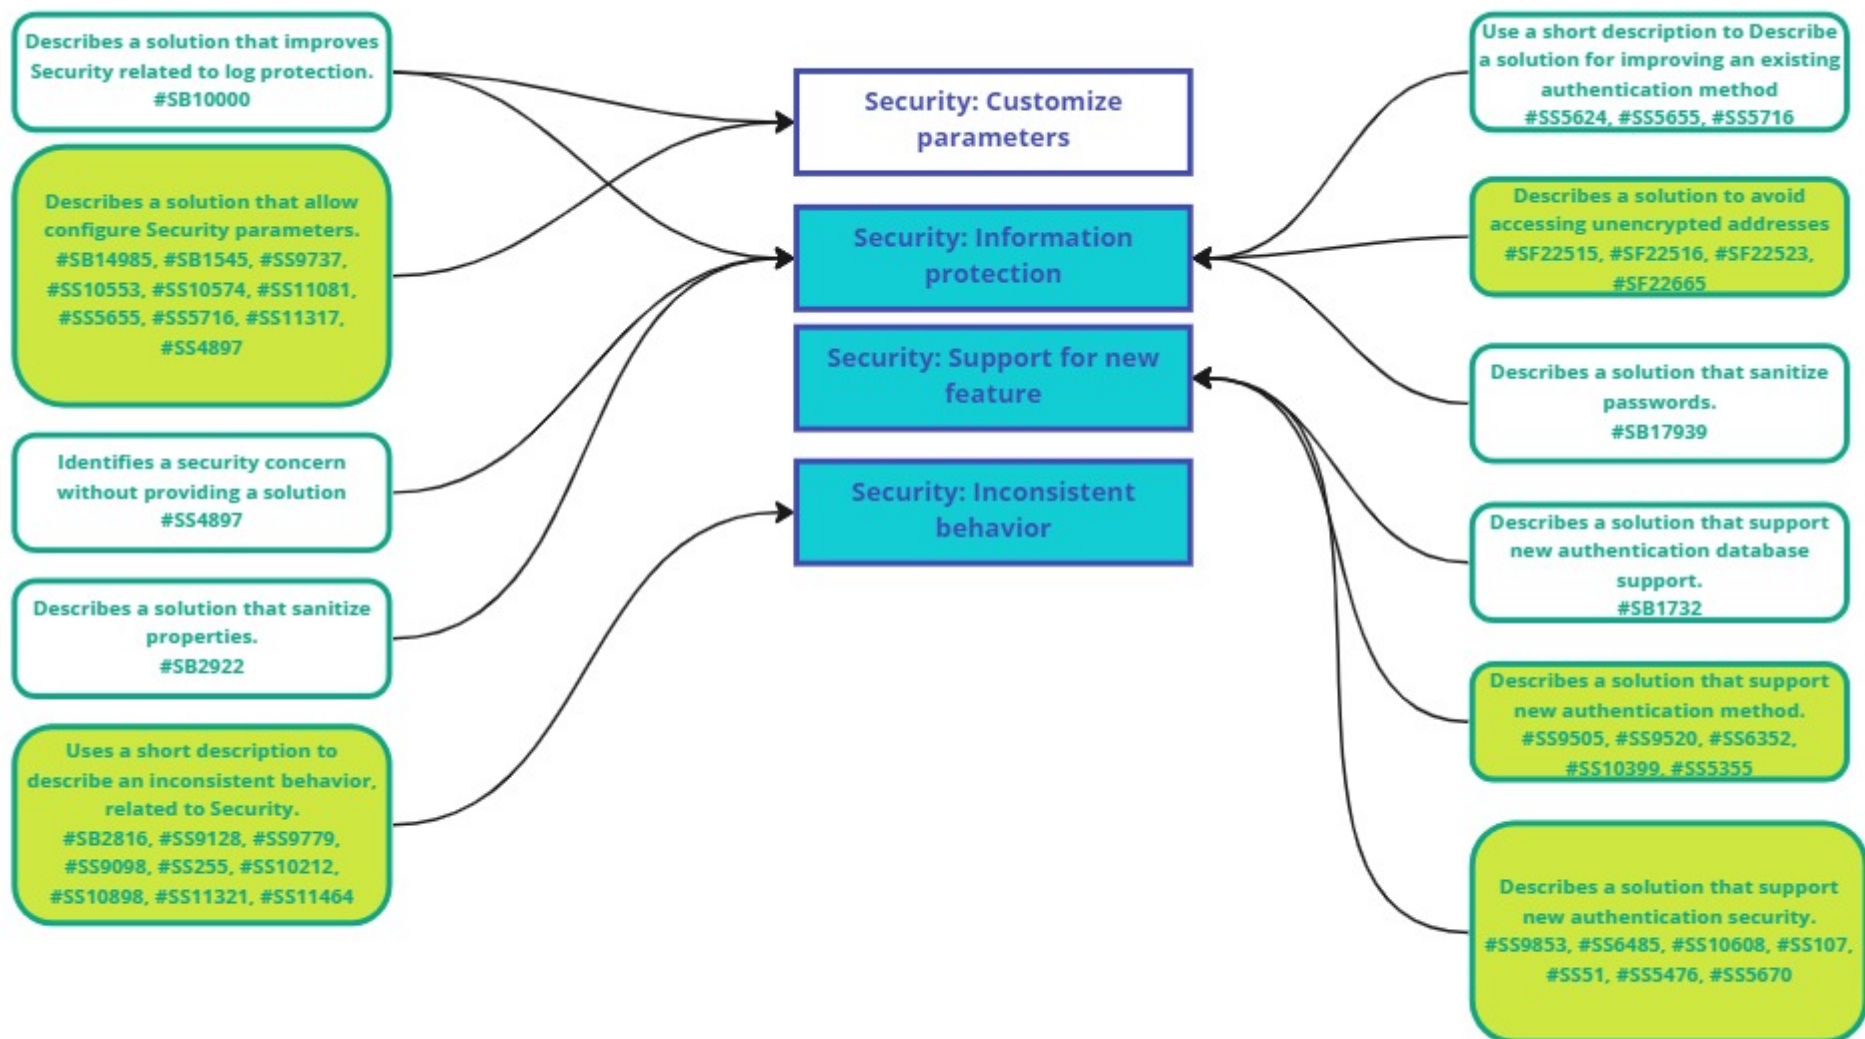 Describes a solution that improves
Security related to log protection.
#SB10000
Describes a solution that allow
configure Security parameters.
#SB14985, #SB1545, #SS9737,
#SS10553, #SS10574, #SS11081,
#SS5655, #SS5716, #SS11317,
#SS4897
Identifies a security concern
without providing a solution
#SS4897
Describes a solution that sanitize
properties.
#SB2922
Uses a short description to
describe an inconsistent behavior,
related to Security.
#SB2816, #SS9128, #SS9779,
#SS9098, #SS255, #SS10212,
#SS10898, #SS11321, #SS11464
Security: Customize
parameters
Security: Information
protection
Security: Support for new
feature
Security: Inconsistent
behavior
Use a short description to Describe
a solution for improving an existing
authentication method
#SS5624, #SS5655, #SS5716
Describes a solution to avoid
accessing unencrypted addresses
#SF22515, #SF22516, #SF22523,
#SF22665
Describes a solution that sanitize
passwords.
#SB17939
Describes a solution that support
new authentication database
support.
#SB1732
Describes a solution that support
new authentication method.
#SS9505, #SS9520, #SS6352,
#SS10399, #SS5355
Describes a solution that support
new authentication security.
#SS9853, #SS6485, #SS10608, #SS107,
#SS51, #SS5476, #SS5670